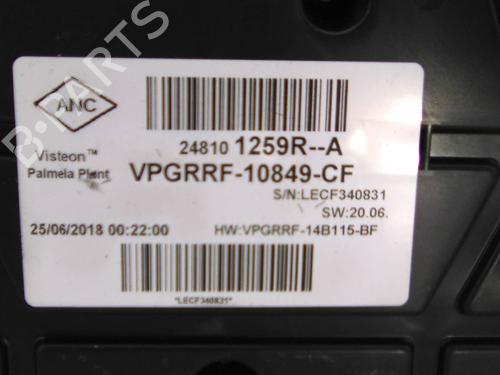 ANC
24810 1259R--A
Visteon™
Palmela Plant
VPGRRF-10849-CF
S/N:LECF340831
SW:20.06.
25/06/2018 00:22:00
HW:VPGRRF-14B115-BF
*LECF340831*
B-PARTS